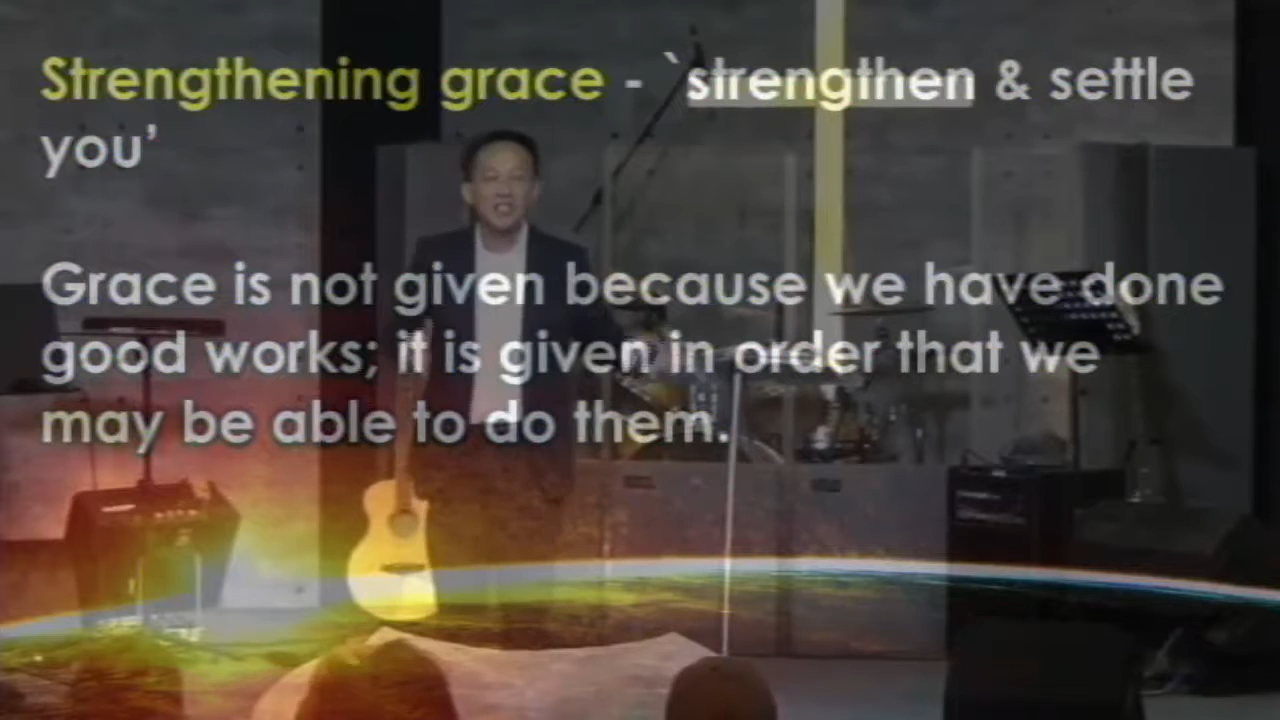 Strengthening grace - `strengthen & settle
you’
Grace is not given because we have done
good works; it is given in order that we
may be able to do them.